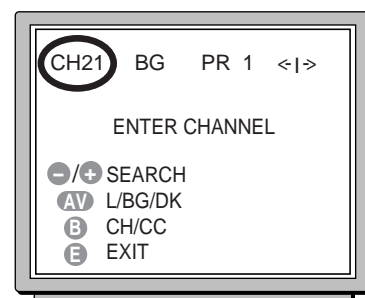 CH21 BG PR 1 <·|·>
ENTER CHANNEL
-/+ SEARCH
AV L/BG/DK
B CH/CC
E EXIT